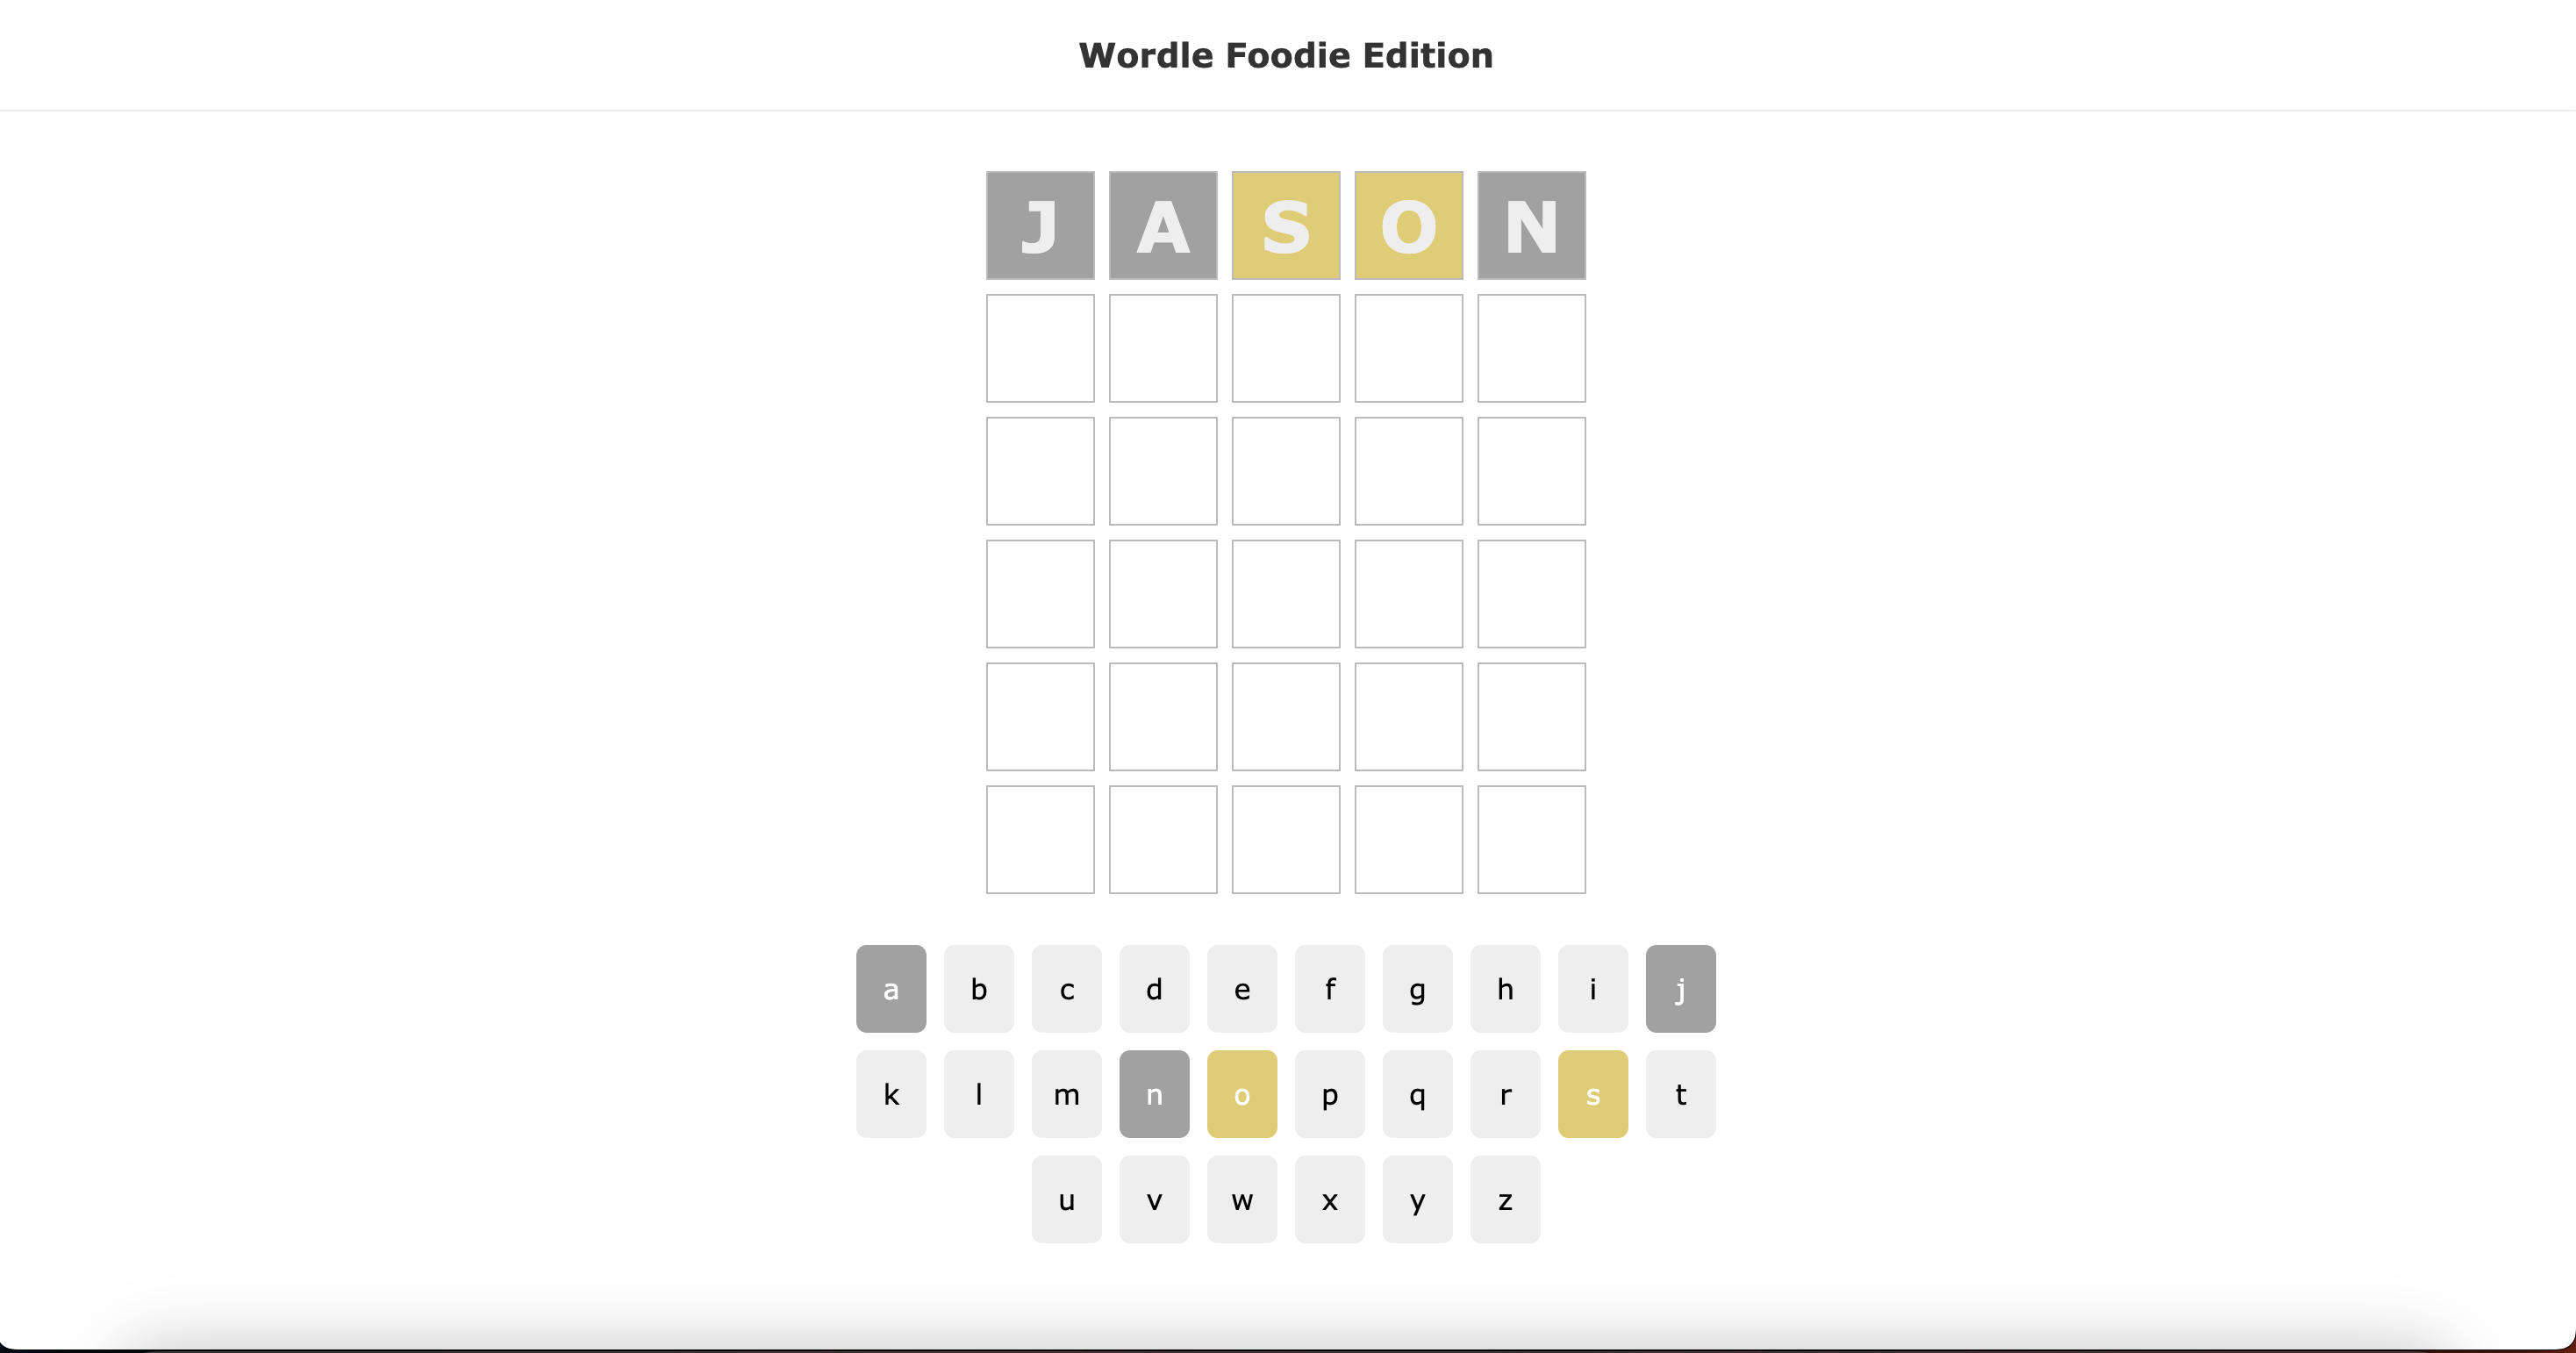 Wordle Foodie Edition
J A S O N
a b c d e f g h i j
k l m n o p q r s t
u v w x y z